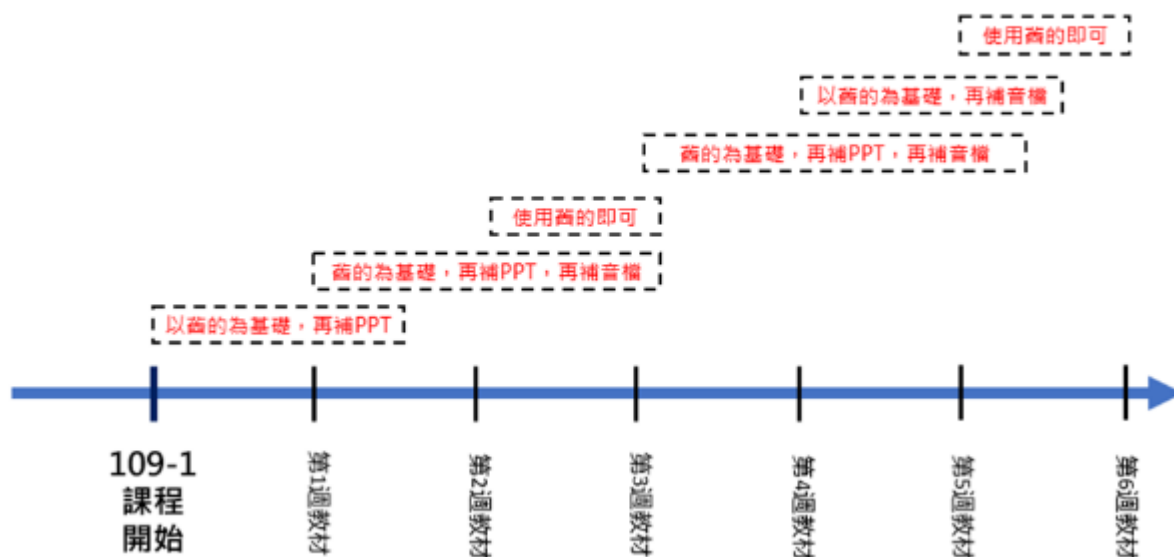 使用舊的即可
以舊的為基礎，再補音檔
舊的為基礎，再補PPT，再補音檔
使用舊的即可
舊的為基礎，再補PPT，再補音檔
以舊的為基礎，再補PPT
109-1
課程
開始
第1週教材
第2週教材
第3週教材
第4週教材
第5週教材
第6週教材